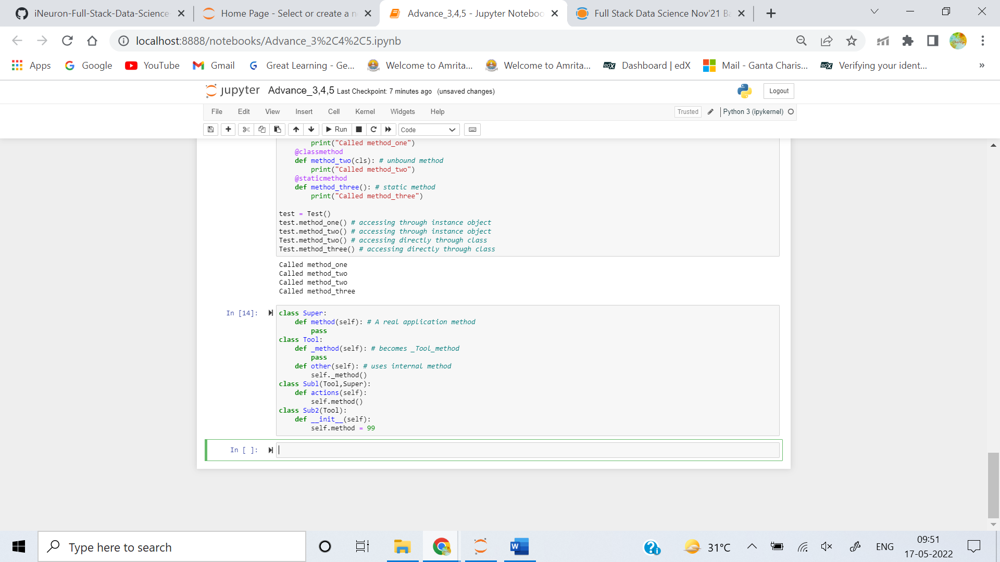 iNeuron-Full-Stack-Data-Science
Home Page - Select or create a n
Advance_3,4,5 - Jupyter Noteboo
Full Stack Data Science Nov'21 Ba
localhost:8888/notebooks/Advance_3%2C4%2C5.ipynb
Apps
Google
YouTube
Gmail
Great Learning - Ge...
Welcome to Amrita...
Welcome to Amrita...
edX Dashboard | edX
Mail - Ganta Charis...
edX Verifying your ident...
»
jupyter Advance_3,4,5 Last Checkpoint: 7 minutes ago (unsaved changes)
Logout
File Edit View Insert Cell Kernel Widgets Help
Trusted
Python 3 (ipykernel)
Run
Code
print("Called method_one")
@classmethod
def method_two(cls): # unbound method
print("Called method_two")
@staticmethod
def method_three(): # static method
print("Called method_three")
test = Test()
test.method_one() # accessing through instance object
test.method_two() # accessing through instance object
Test.method_two() # accessing directly through class
Test.method_three() # accessing directly through class
Called method_one
Called method_two
Called method_two
Called method_three
In [14]:
class Super:
def method(self): # A real application method
pass
class Tool:
def _method(self): # becomes _Tool_method
pass
def other(self): # uses internal method
self._method()
class Sub1(Tool,Super):
def actions(self):
self.method()
class Sub2(Tool):
def __init__(self):
self.method = 99
In [ ]:
Type here to search
W
31°C
ENG
09:51
17-05-2022